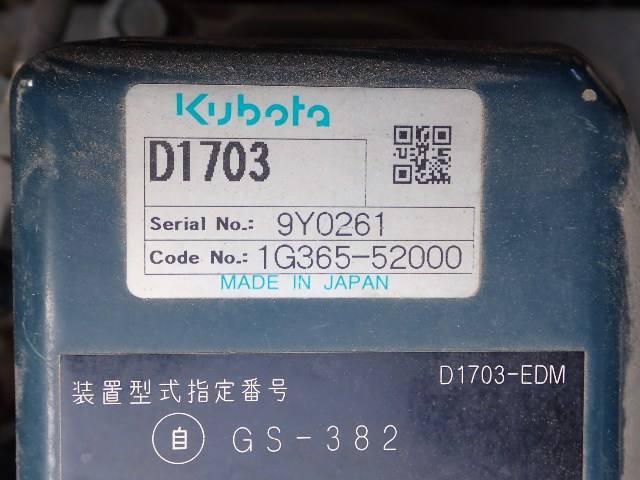 Kubota
D1703
Serial No.: 9Y0261
Code No.: 1G365-52000
MADE IN JAPAN
D1703-EDM
装置型式指定番号
自 GS-382